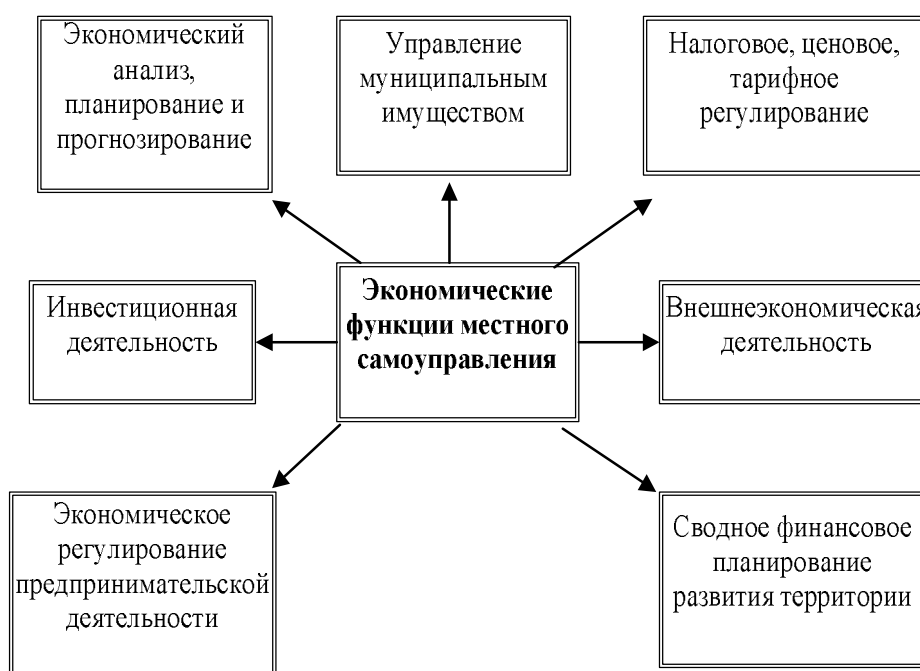 Экономический
анализ,
планирование и
прогнозирование
Управление
муниципальным
имуществом
Налоговое, ценовое,
тарифное
регулирование
Инвестиционная
деятельность
Экономические
функции местного
самоуправления
Внешнеэкономическая
деятельность
Экономическое
регулирование
предпринимательской
деятельности
Сводное финансовое
планирование
развития территории